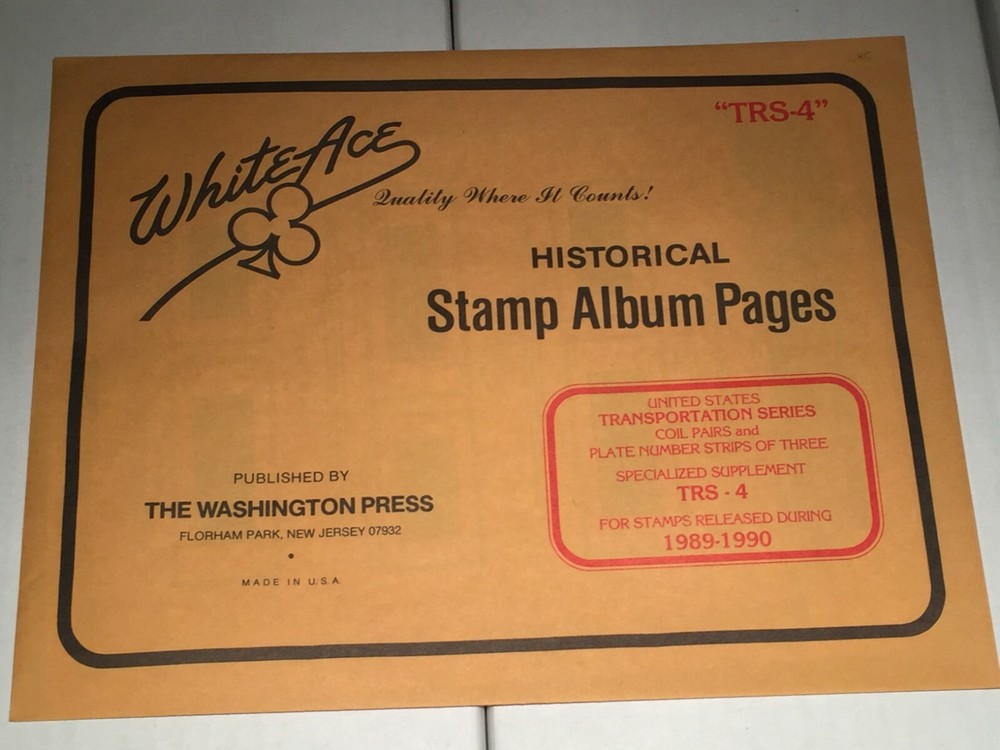 "TRS-4"
White Ace
Quality Where It Counts!
HISTORICAL
Stamp Album Pages
UNITED STATES
TRANSPORTATION SERIES
COIL PAIRS and
PLATE NUMBER STRIPS OF THREE
SPECIALIZED SUPPLEMENT
TRS - 4
FOR STAMPS RELEASED DURING
1989-1990
PUBLISHED BY
THE WASHINGTON PRESS
FLORHAM PARK, NEW JERSEY 07932
•
MADE IN U.S.A.